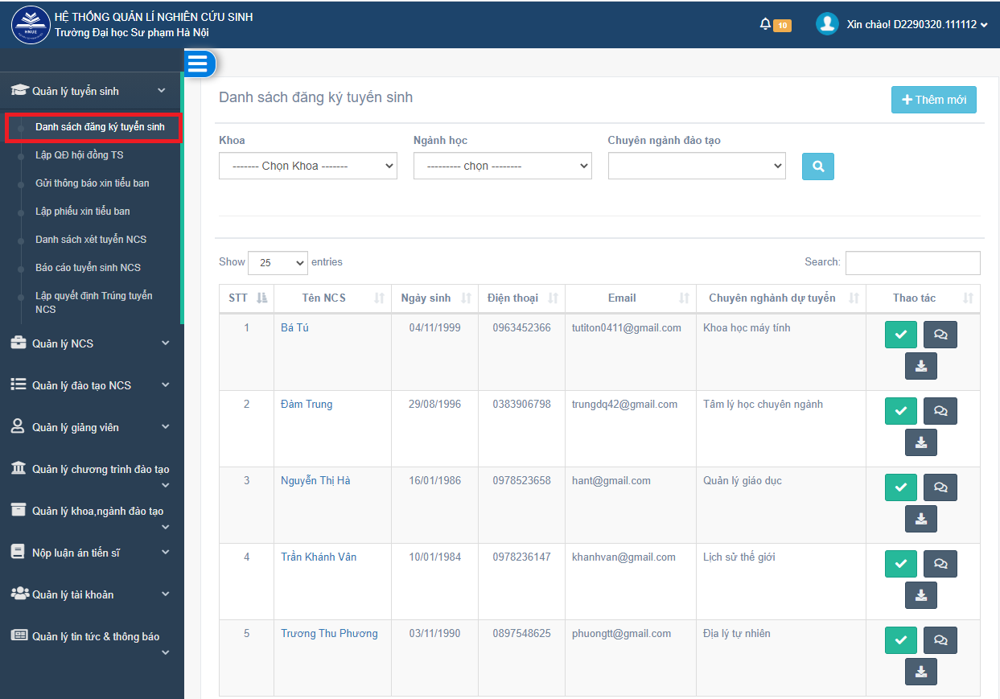 HỆ THỐNG QUẢN LÍ NGHIÊN CỨU SINH
Trường Đại học Sư phạm Hà Nội
HNUE
10
Xin chào! D2290320.111112
Quản lý tuyển sinh
Danh sách đăng ký tuyển sinh
Lập QĐ hội đồng TS
Gửi thông báo xin tiểu ban
Lập phiếu xin tiểu ban
Danh sách xét tuyển NCS
Báo cáo tuyển sinh NCS
Lập quyết định Trúng tuyển
NCS
Quản lý NCS
Quản lý đào tạo NCS
Quản lý giảng viên
Quản lý chương trình đào tạo
Quản lý khoa,ngành đào tạo
Nộp luận án tiến sĩ
Quản lý tài khoản
Quản lý tin tức & thông báo
Danh sách đăng ký tuyển sinh
Thêm mới
Khoa Ngành học Chuyên ngành đào tạo
------- Chọn Khoa ------- --------- chọn --------
Show 25 entries Search:
STT Tên NCS Ngày sinh Điện thoại Email Chuyên nghành dự tuyển Thao tác
1 Bá Tú 04/11/1999 0963452366 tutiton0411@gmail.com Khoa học máy tính
2 Đàm Trung 29/08/1996 0383906798 trungdq42@gmail.com Tâm lý học chuyên ngành
3 Nguyễn Thị Hà 16/01/1986 0978523658 hant@gmail.com Quản lý giáo dục
4 Trần Khánh Vân 10/01/1984 0978236147 khanhvan@gmail.com Lịch sử thế giới
5 Trương Thu Phương 03/11/1990 0897548625 phuongtt@gmail.com Địa lý tự nhiên